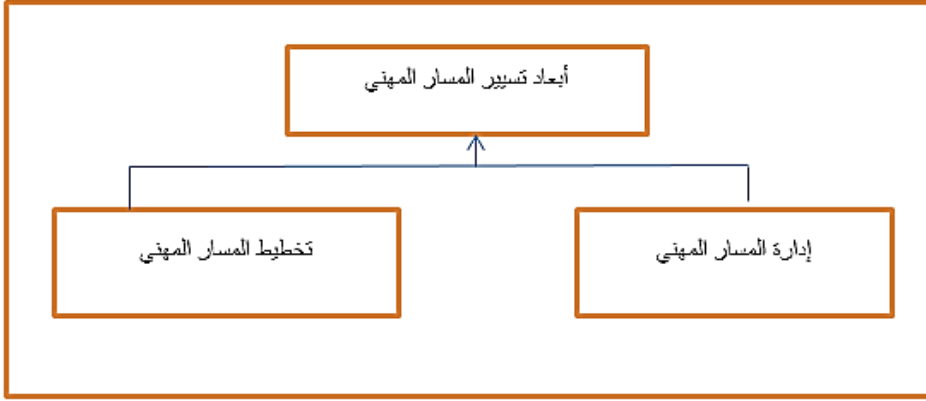 أبعاد تسيير المسار المهني
إدارة المسار المهني
تخطيط المسار المهني